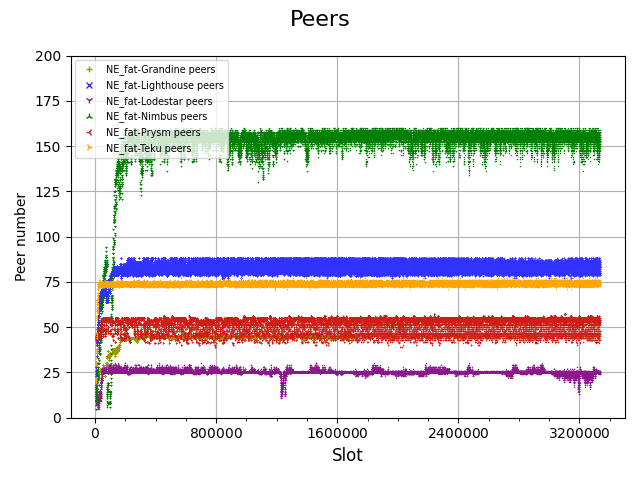 Peers
200
175
150
125
100
75
50
25
0
Peer number
NE_fat-Grandine peers
NE_fat-Lighthouse peers
NE_fat-Lodestar peers
NE_fat-Nimbus peers
NE_fat-Prysm peers
NE_fat-Teku peers
0 800000 1600000 2400000 3200000
Slot